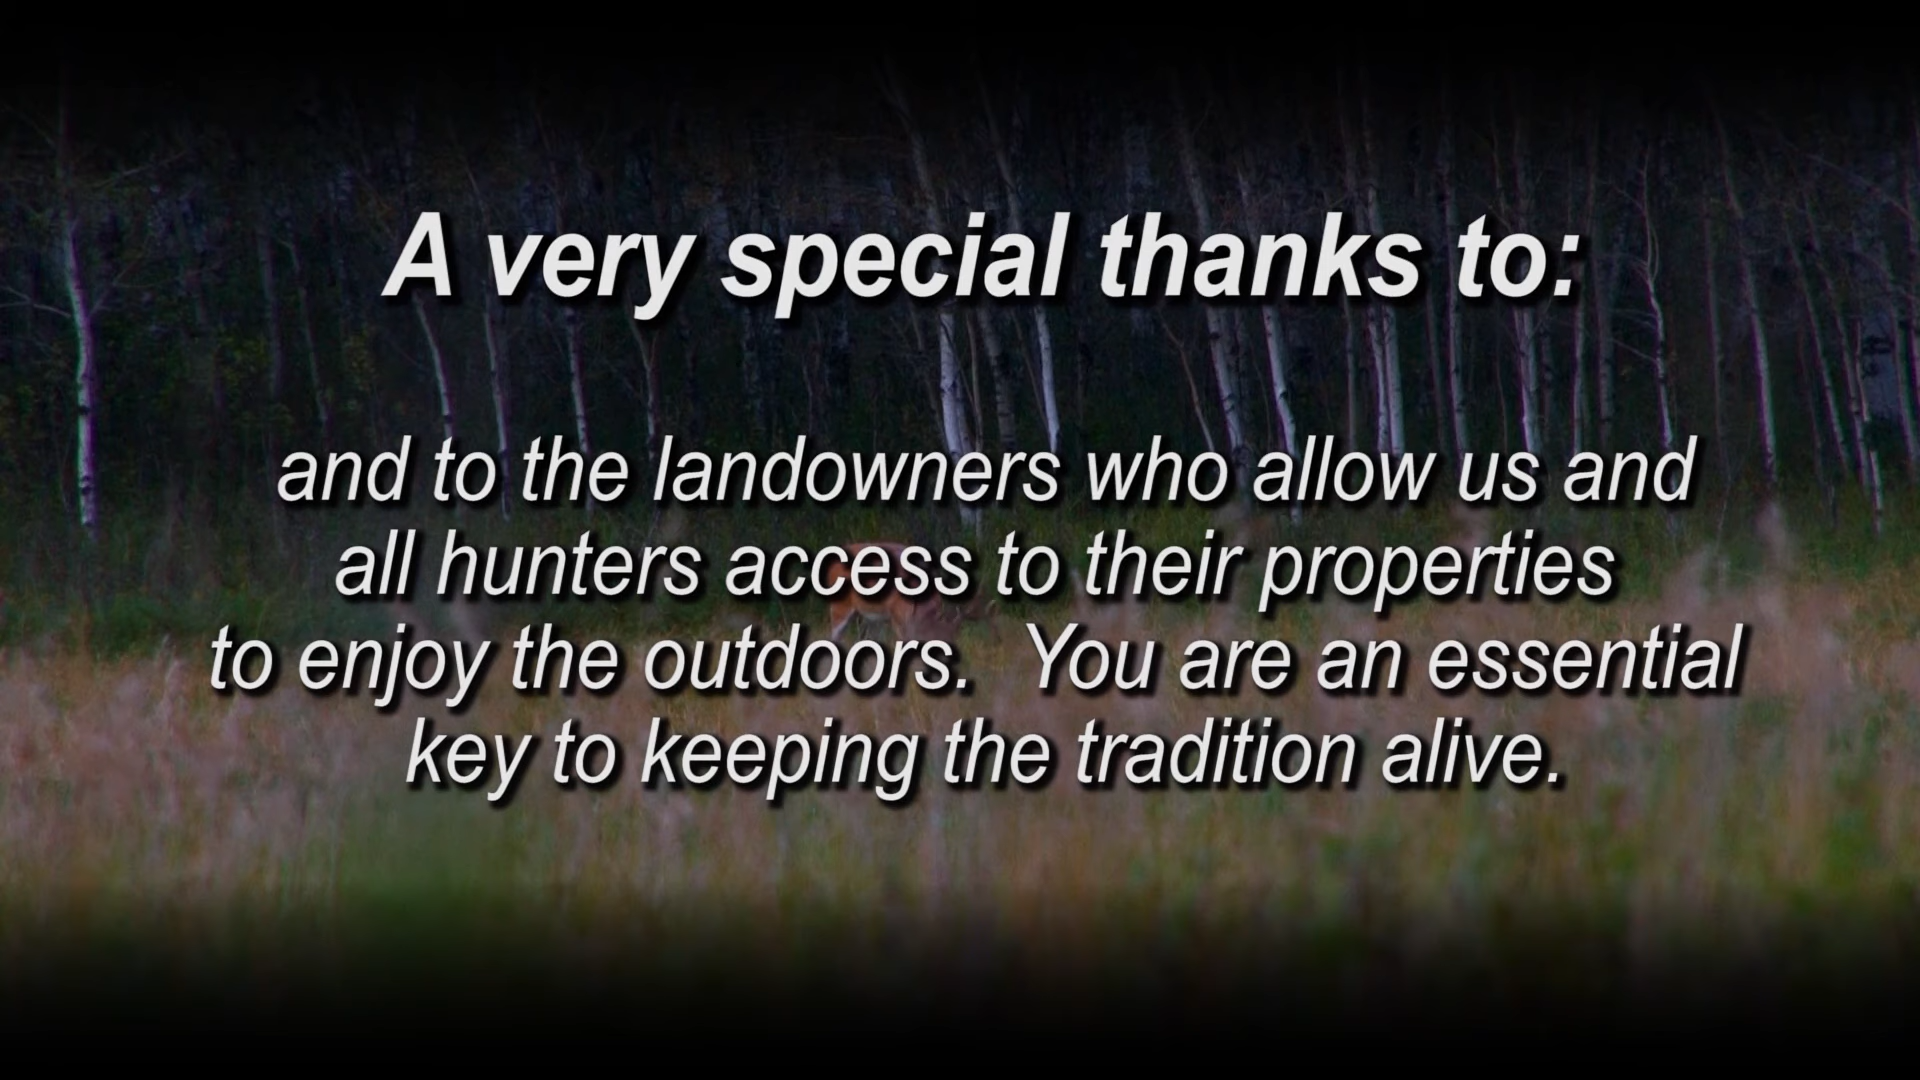 A very special thanks to:
and to the landowners who allow us and
all hunters access to their properties
to enjoy the outdoors.  You are an essential
key to keeping the tradition alive.